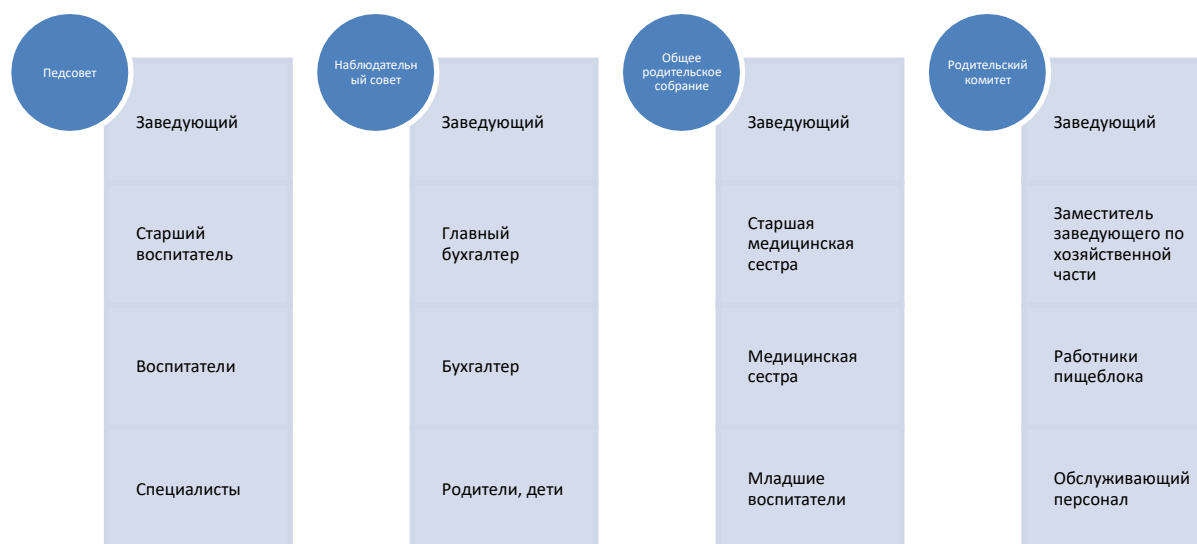 Педсовет
Заведующий
Старший
воспитатель
Воспитатели
Специалисты
Наблюдательн
ый совет
Заведующий
Главный
бухгалтер
Бухгалтер
Родители, дети
Общее
родительское
собрание
Заведующий
Старшая
медицинская
сестра
Медицинская
сестра
Младшие
воспитатели
Родительский
комитет
Заведующий
Заместитель
заведующего по
хозяйственной
части
Работники
пищеблока
Обслуживающий
персонал